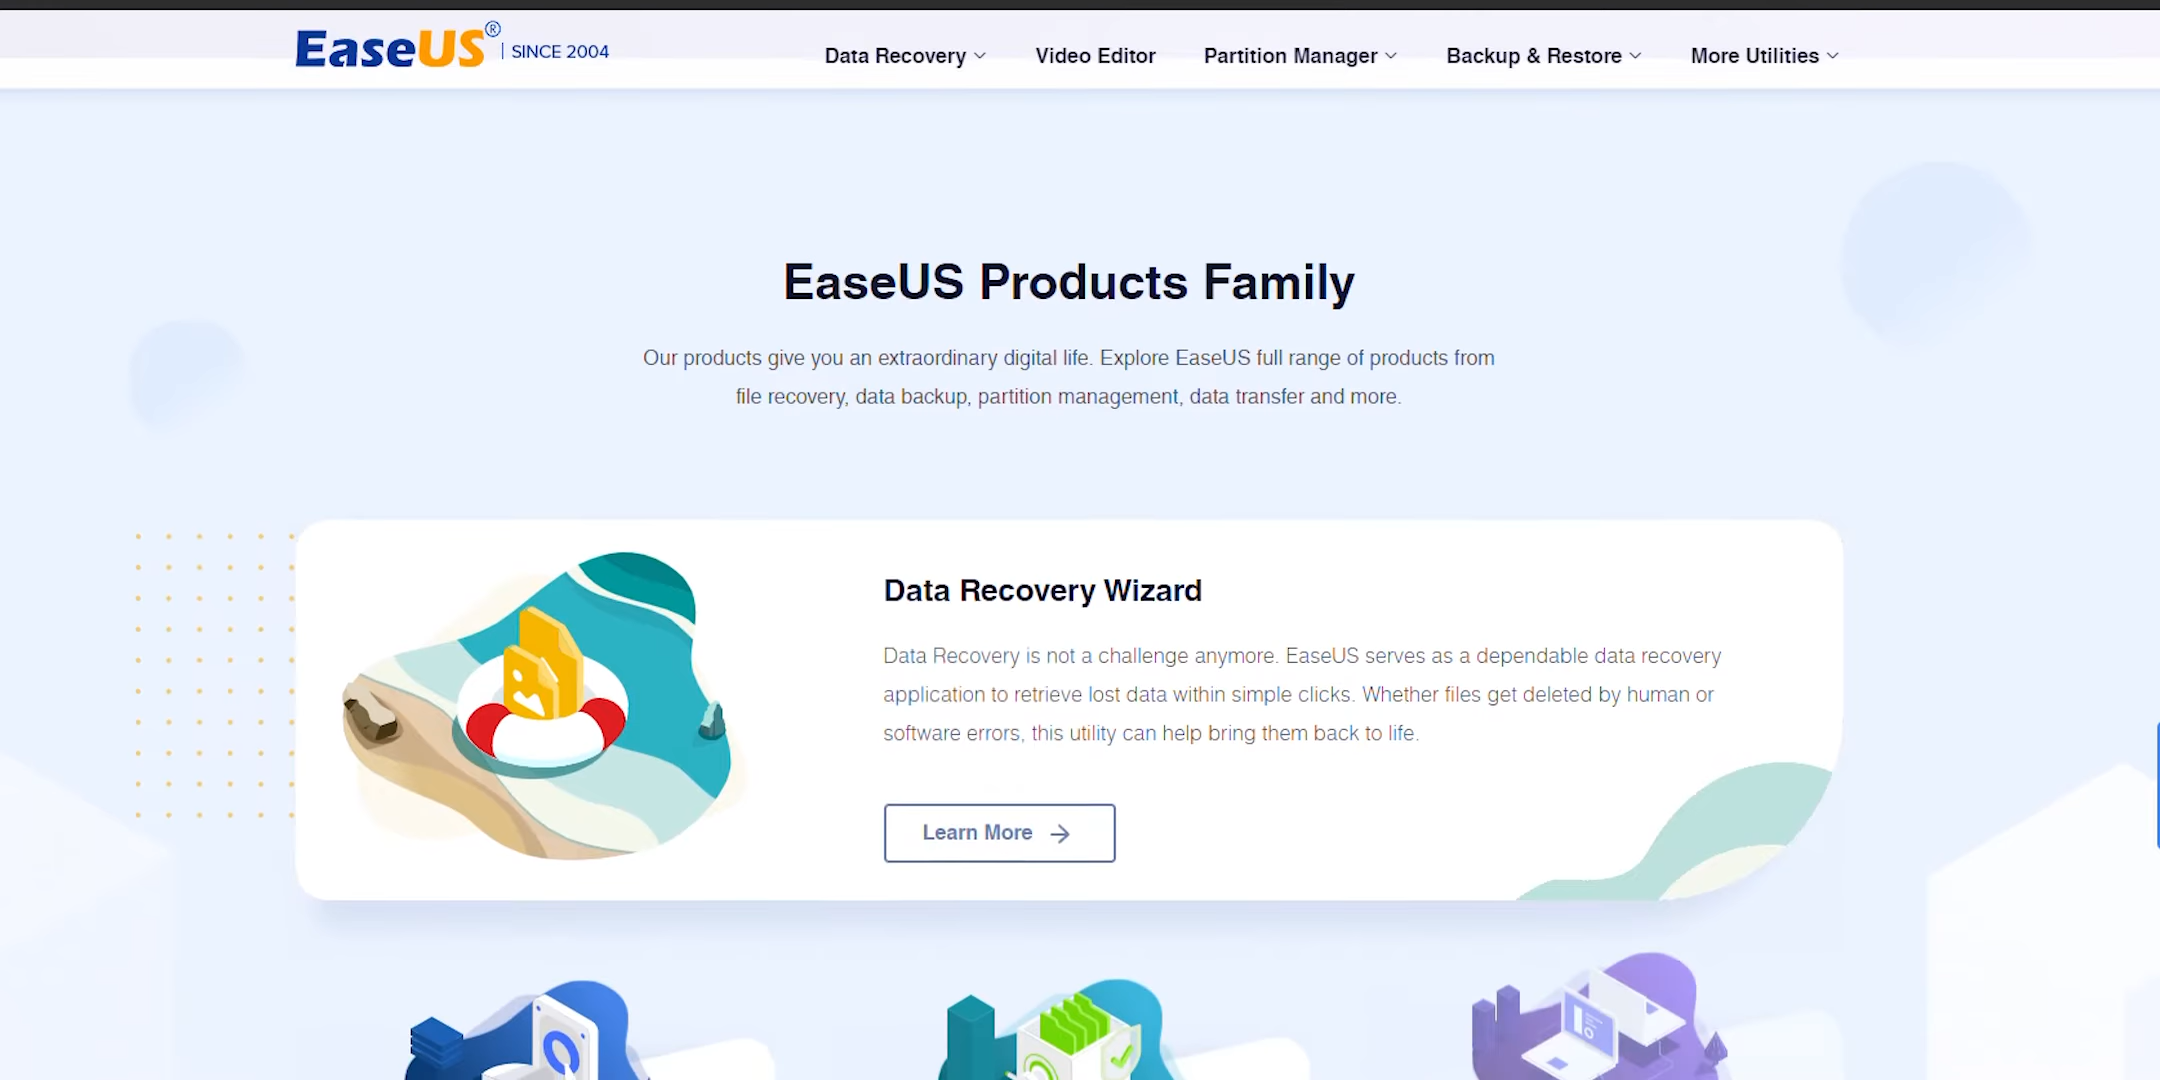 EaseUS® | SINCE 2004
Data Recovery Video Editor Partition Manager Backup & Restore More Utilities
EaseUS Products Family
Our products give you an extraordinary digital life. Explore EaseUS full range of products from
file recovery, data backup, partition management, data transfer and more.
Data Recovery Wizard
Data Recovery is not a challenge anymore. EaseUS serves as a dependable data recovery
application to retrieve lost data within simple clicks. Whether files get deleted by human or
software errors, this utility can help bring them back to life.
Learn More →